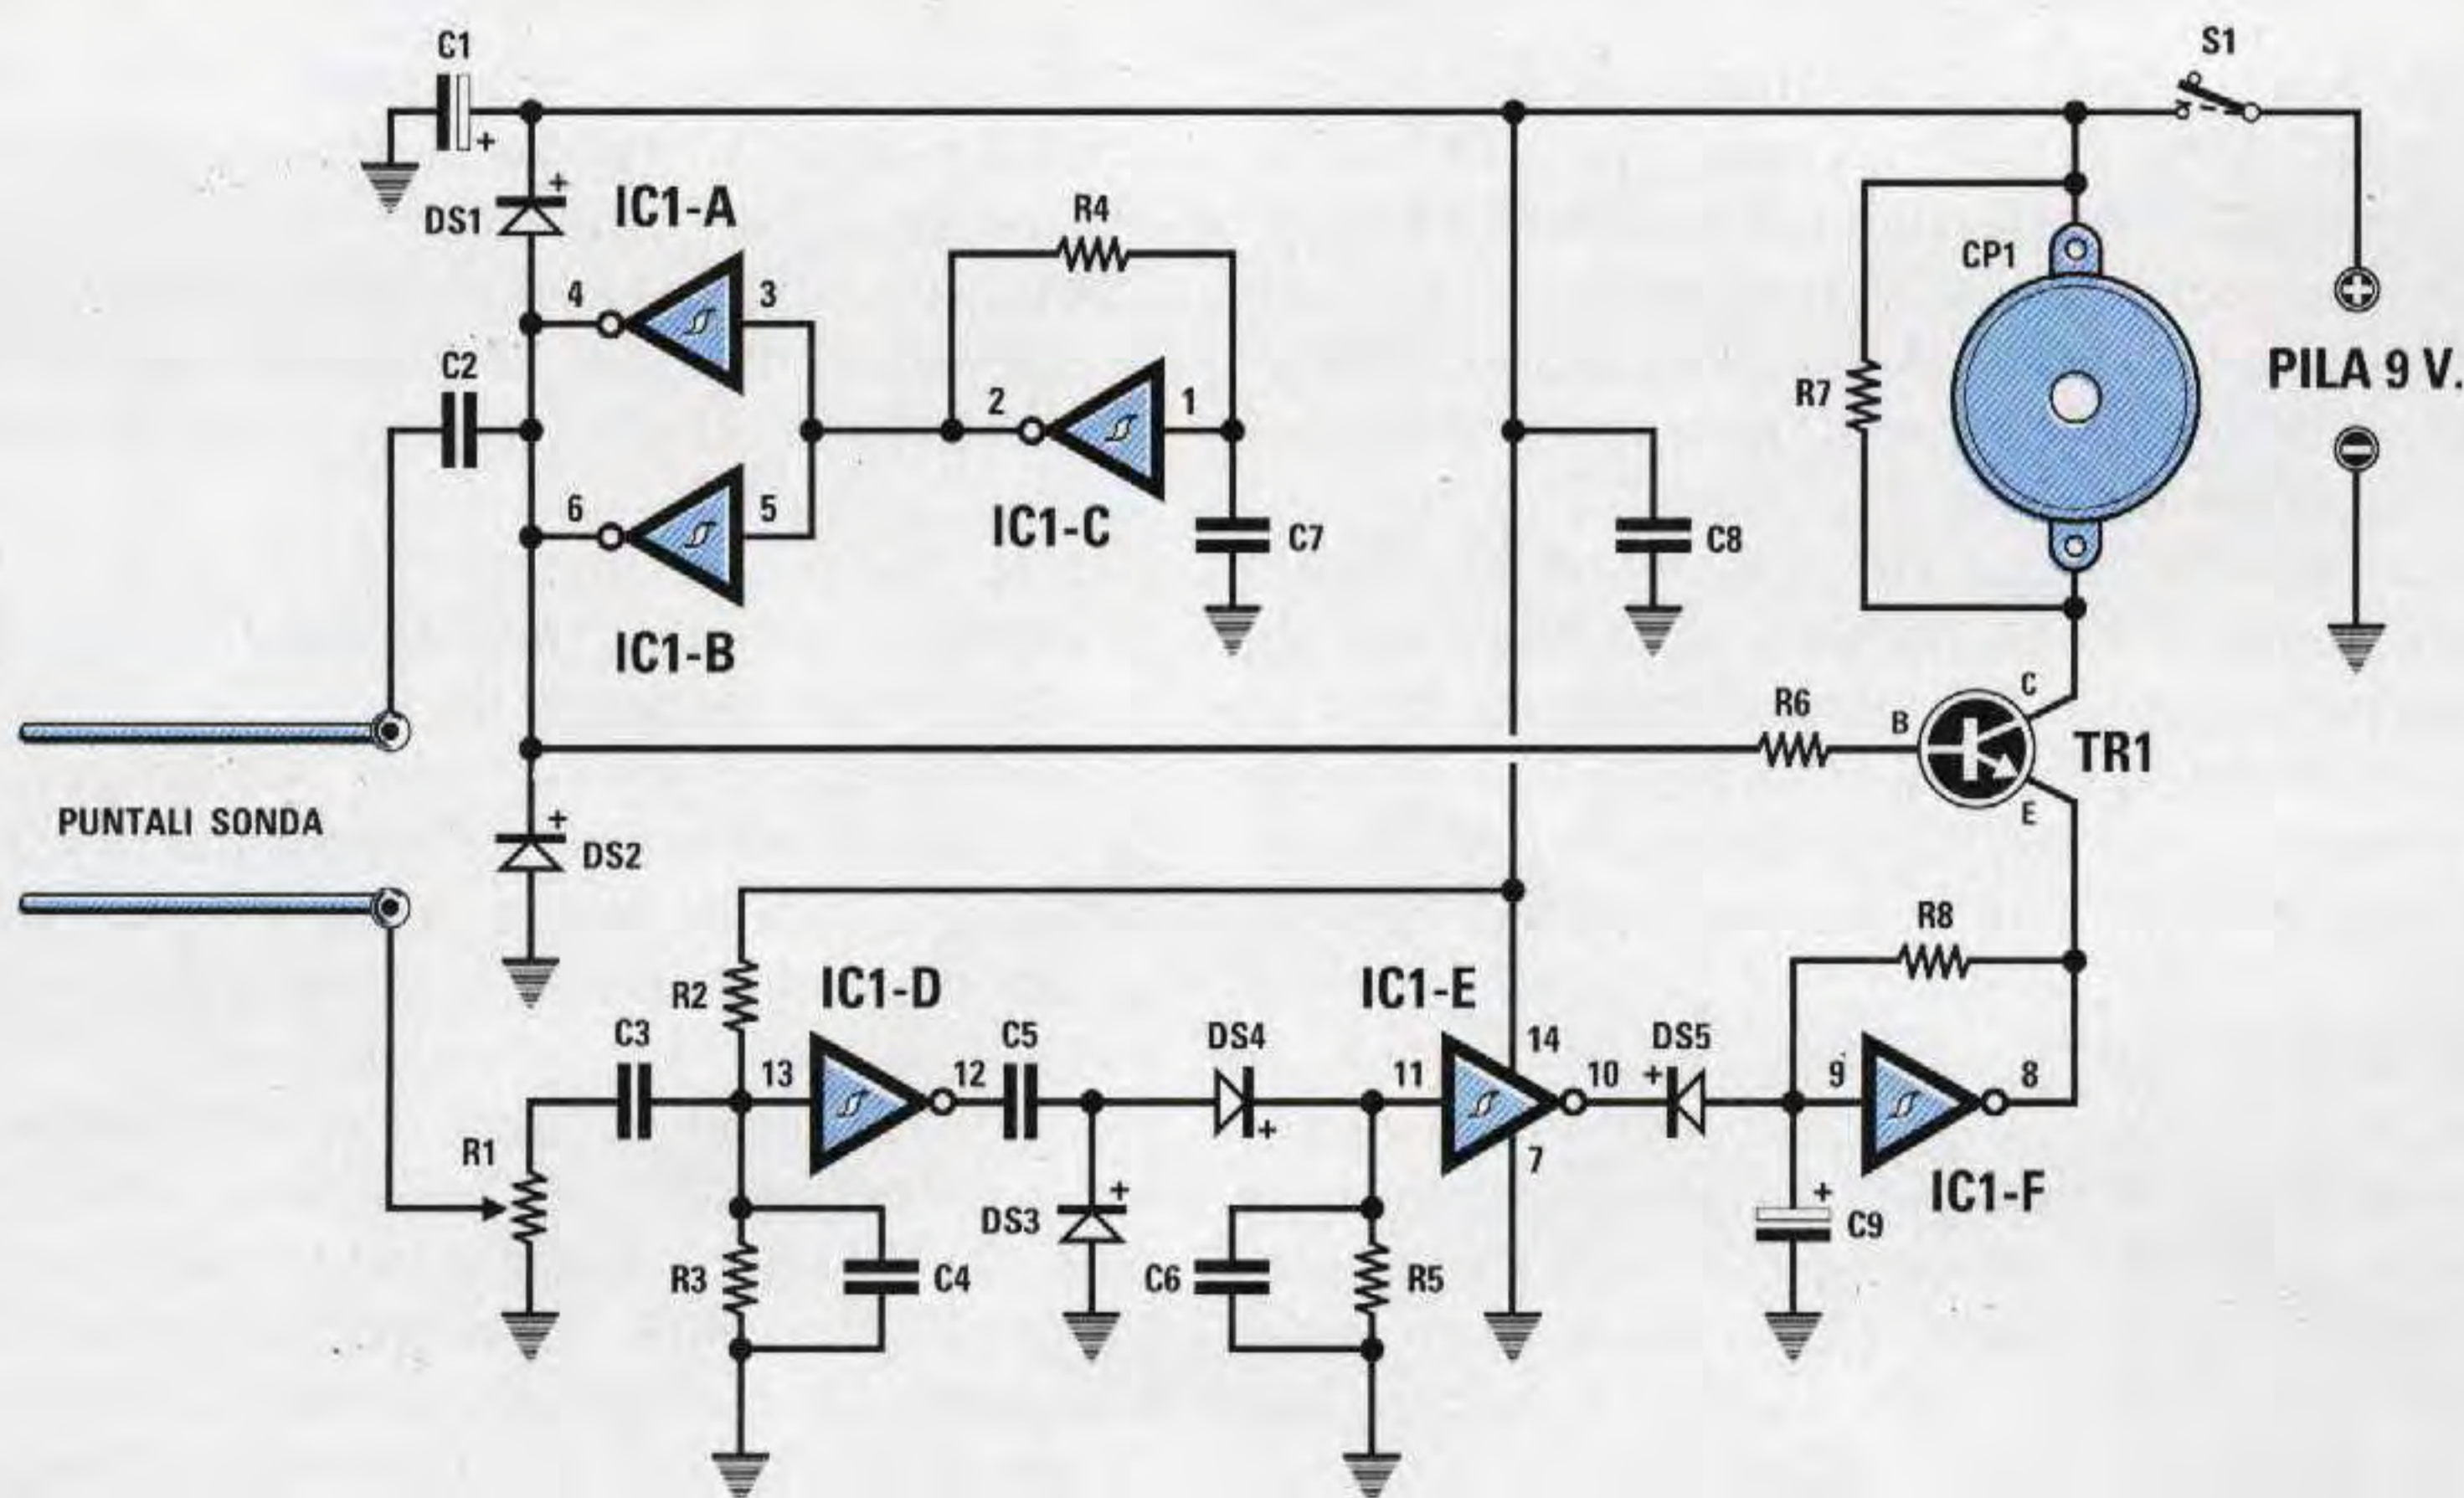 C1
S1
+
DS1
+
IC1-A
R4
CP1
4
3
C2
2
1
R7
PILA 9 V.
6
5
IC1-C
C7
C8
IC1-B
R6
B
C
TR1
E
PUNTALI SONDA
+
DS2
R8
R2
IC1-D
IC1-E
C3
13
12
C5
DS4
+
11
14
10
7
DS5
+
9
8
R1
DS3
+
IC1-F
+
C9
R3
C4
C6
R5